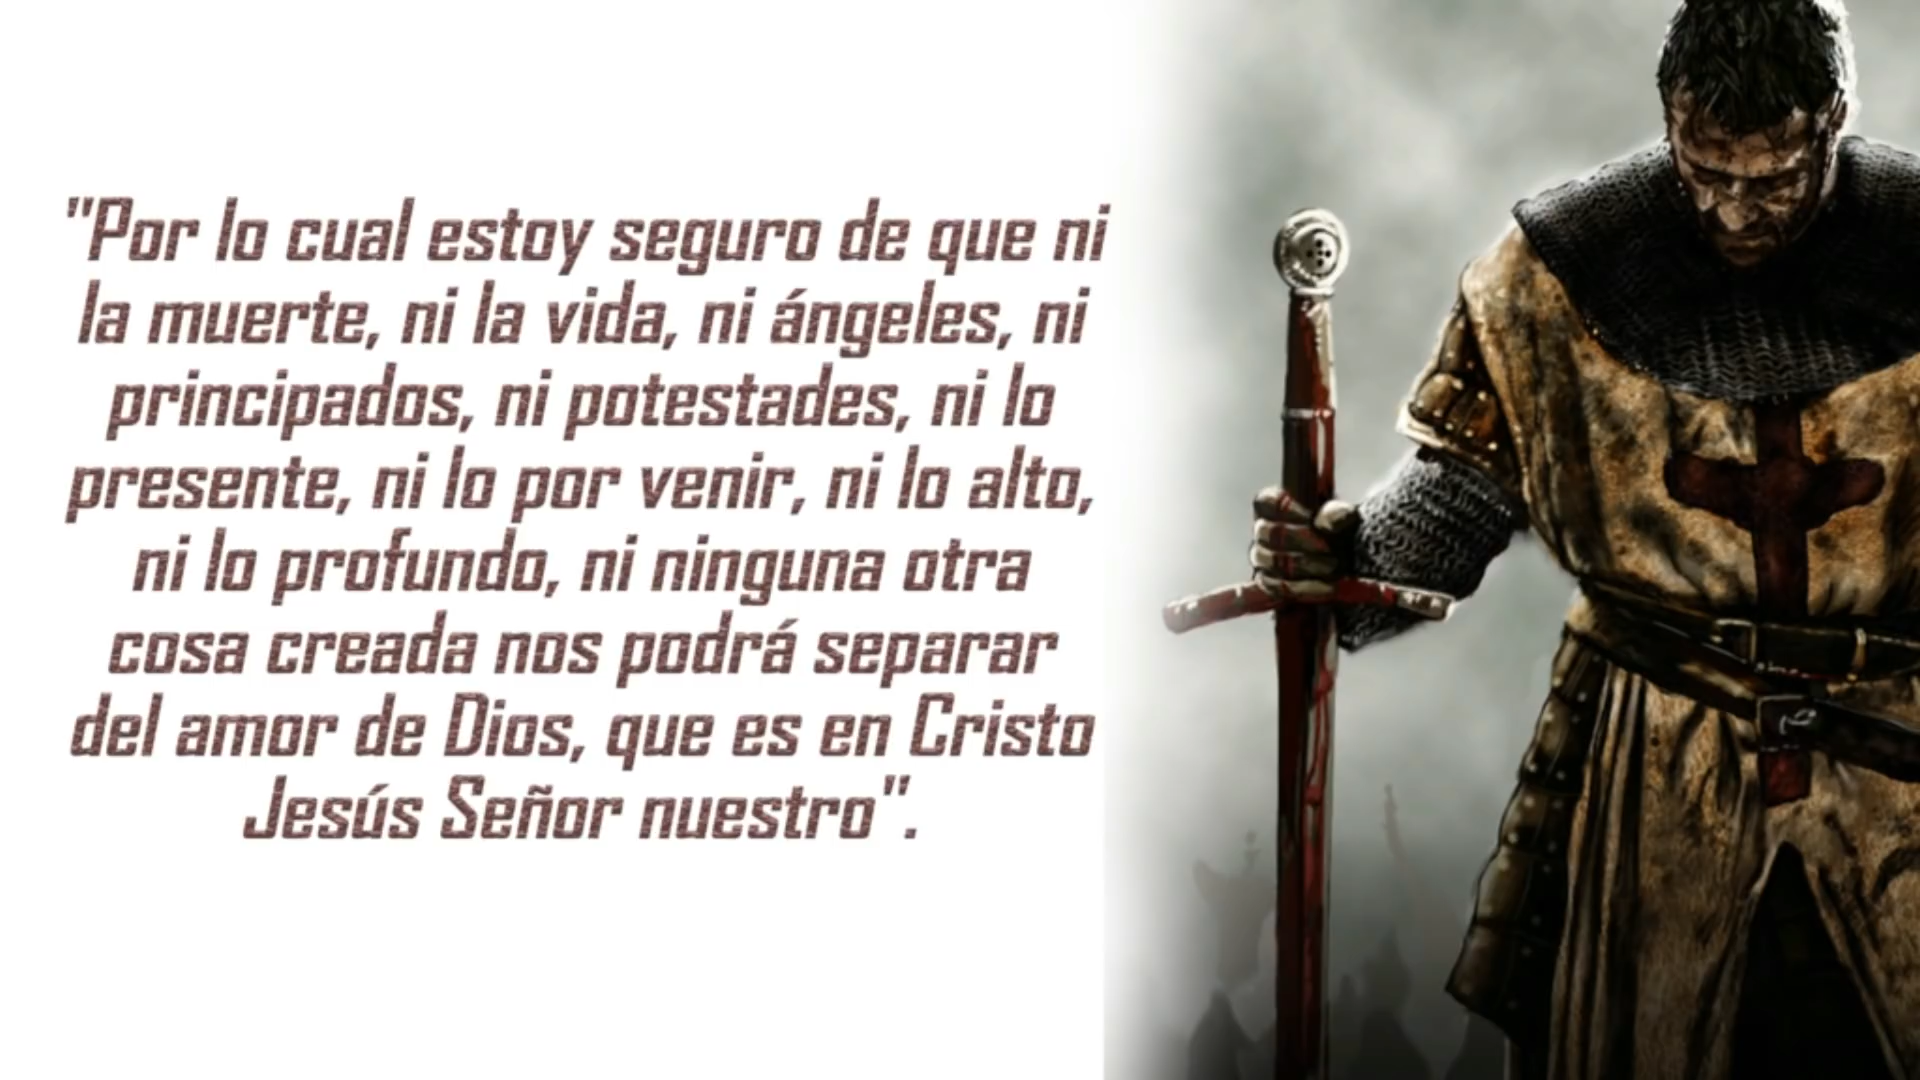 "Por lo cual estoy seguro de que ni
la muerte, ni la vida, ni ángeles, ni
principados, ni potestades, ni lo
presente, ni lo por venir, ni lo alto,
ni lo profundo, ni ninguna otra
cosa creada nos podrá separar
del amor de Dios, que es en Cristo
Jesús Señor nuestro".